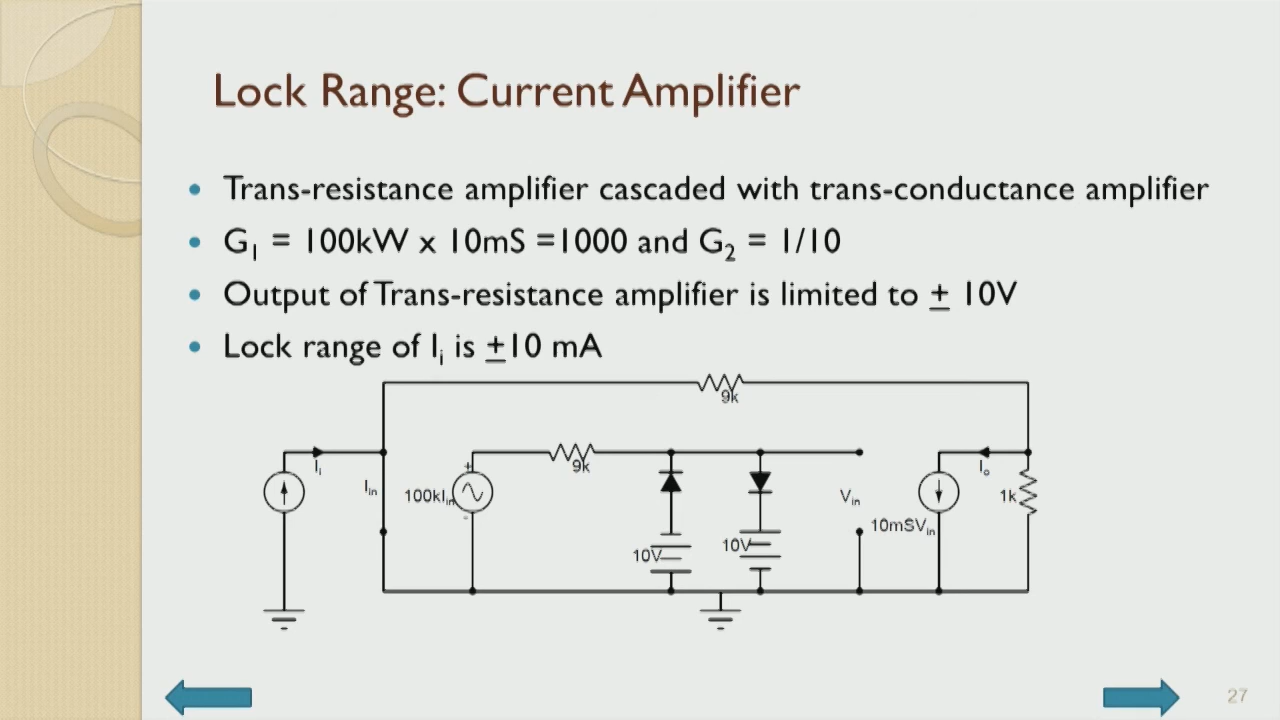 Lock Range: Current Amplifier
• Trans-resistance amplifier cascaded with trans-conductance amplifier
• G₁ = 100kW x 10mS =1000 and G₂ = 1/10
• Output of Trans-resistance amplifier is limited to ± 10V
• Lock range of Iᵢ is ±10 mA
9k
Iᵢ
9k
Iₒ
Iᵢₙ
100kIᵢₙ
+
-
Vᵢₙ
1k
10V
10V
10mSVᵢₙ
27